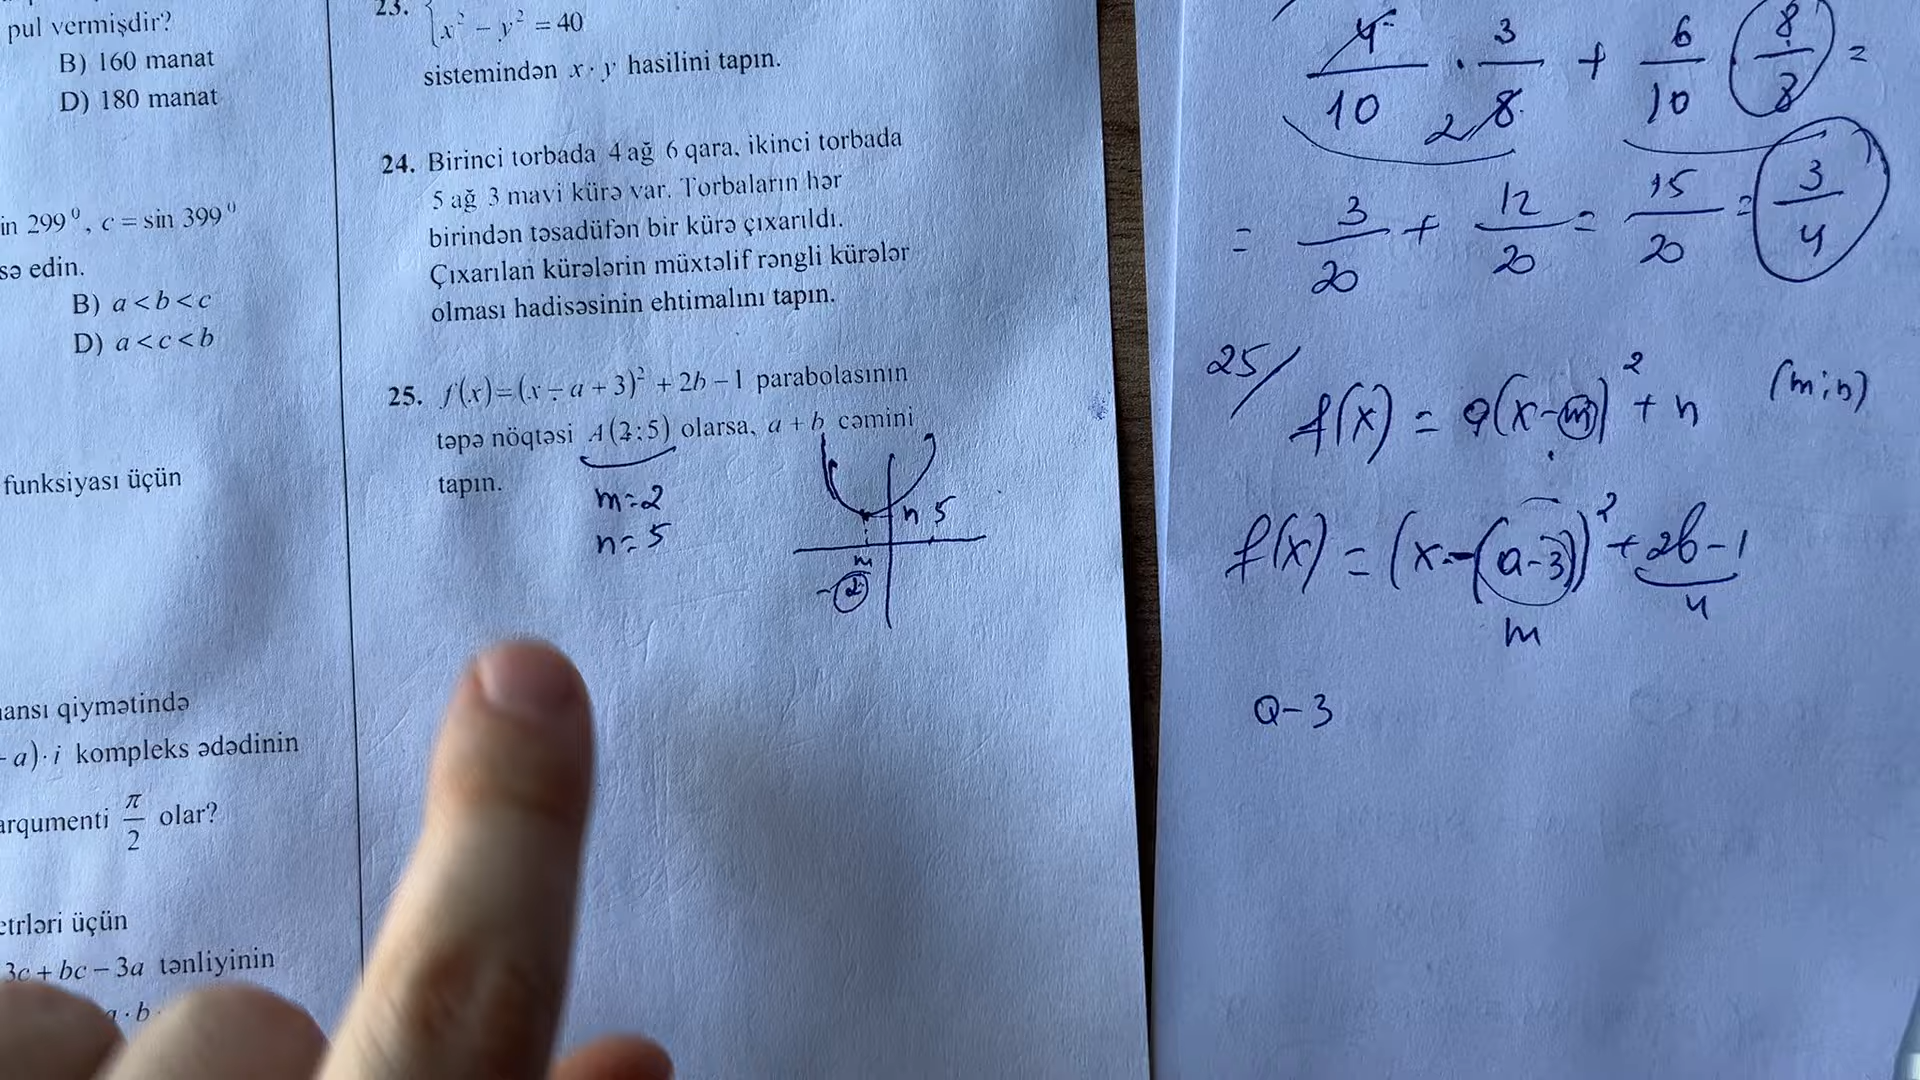 pul vermişdir?
B) 160 manat
D) 180 manat
in 299⁰, c = sin 399⁰
sə edin.
B) a < b < c
D) a < c < b
funksiyası üçün
ansı qiymətində
- a)·i kompleks ədədinin
arqumenti π/2 olar?
etrləri üçün
3c + bc − 3a tənliyinin
a · b
23. { x² − y² = 40
sistemindən x · y hasilini tapın.
24. Birinci torbada 4 ağ 6 qara, ikinci torbada
5 ağ 3 mavi kürə var. Torbaların hər
birindən təsadüfən bir kürə çıxarıldı.
Çıxarılan kürələrin müxtəlif rəngli kürələr
olması hadisəsinin ehtimalını tapın.
25. f(x) = (x − a + 3)² + 2b − 1 parabolasının
təpə nöqtəsi A(2;5) olarsa, a + b cəmini
tapın.
m = 2
n = 5
n 5
m
-2
4/10 · 3/8 + 6/10 · 8/8 =
2
= 3/20 + 12/20 = 15/20 = 3/4
25/
f(x) = a(x-m)² + n (m;n)
f(x) = (x-(a-3))² + 2b-1
m
a-3